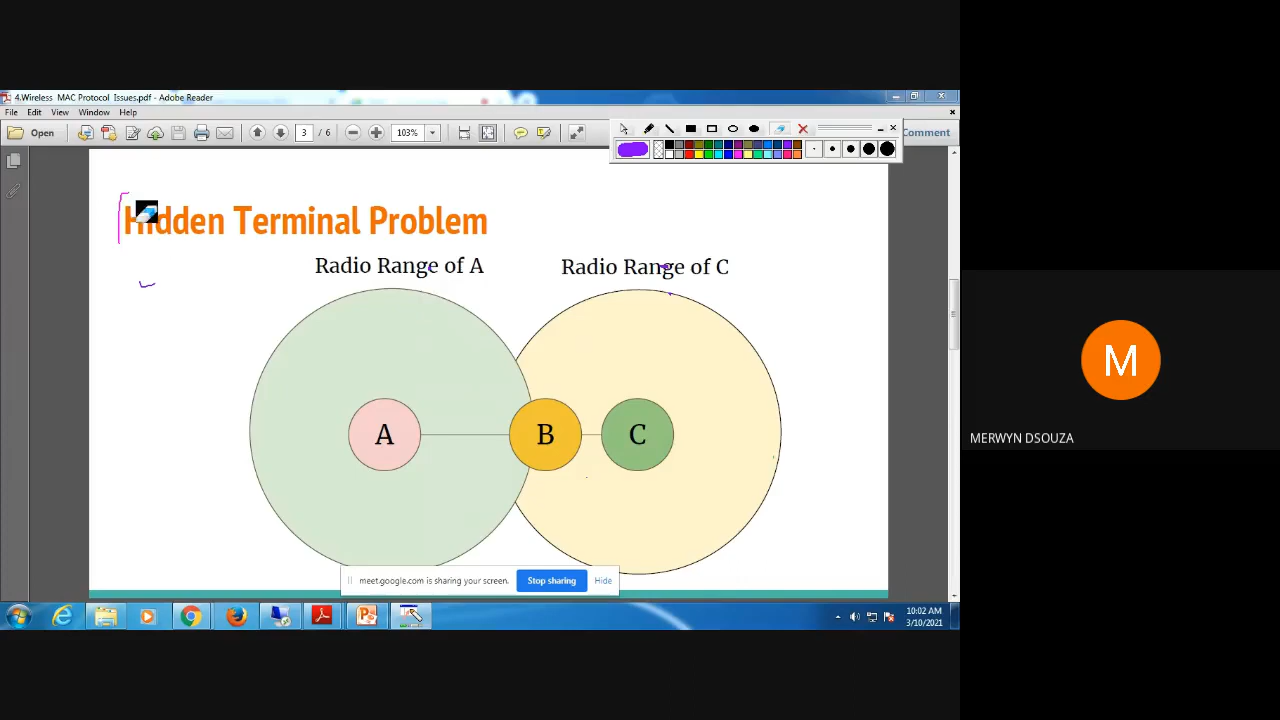 4.Wireless MAC Protocol Issues.pdf - Adobe Reader
File Edit View Window Help
Open 3 / 6 103% Comment
Hidden Terminal Problem
Radio Range of A Radio Range of C
A B C
M
MERWYN DSOUZA
meet.google.com is sharing your screen. Stop sharing Hide
10:02 AM
3/10/2021